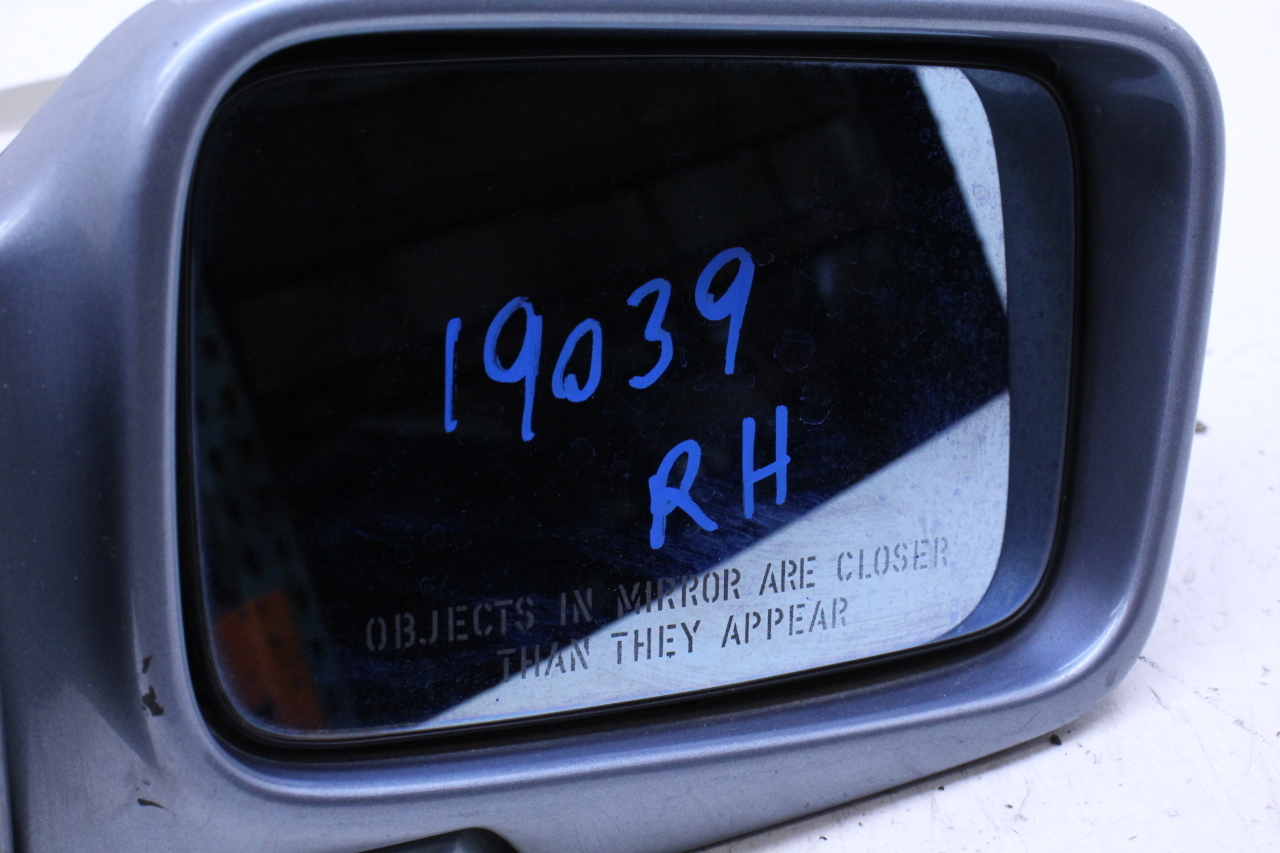 19039
RH
OBJECTS IN MIRROR ARE CLOSER
THAN THEY APPEAR